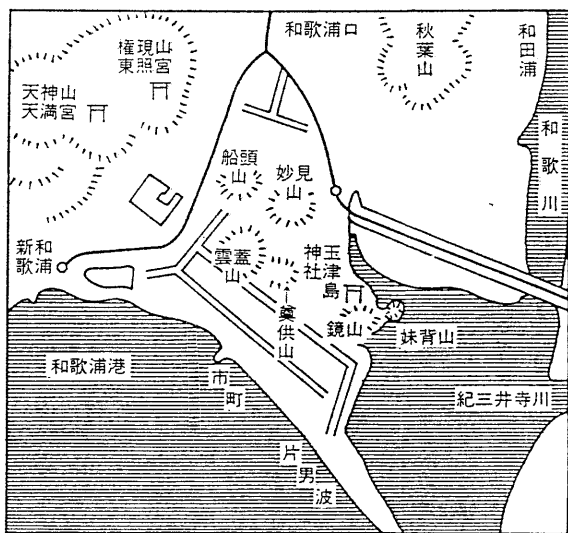 権現山
東照宮
天神山
天満宮
和歌浦口
秋葉山
和田浦
和歌川
船頭山
妙見山
新和歌浦
雲蓋山
玉津島神社
奠供山
鏡山
妹背山
和歌浦港
市町
紀三井寺川
片男波